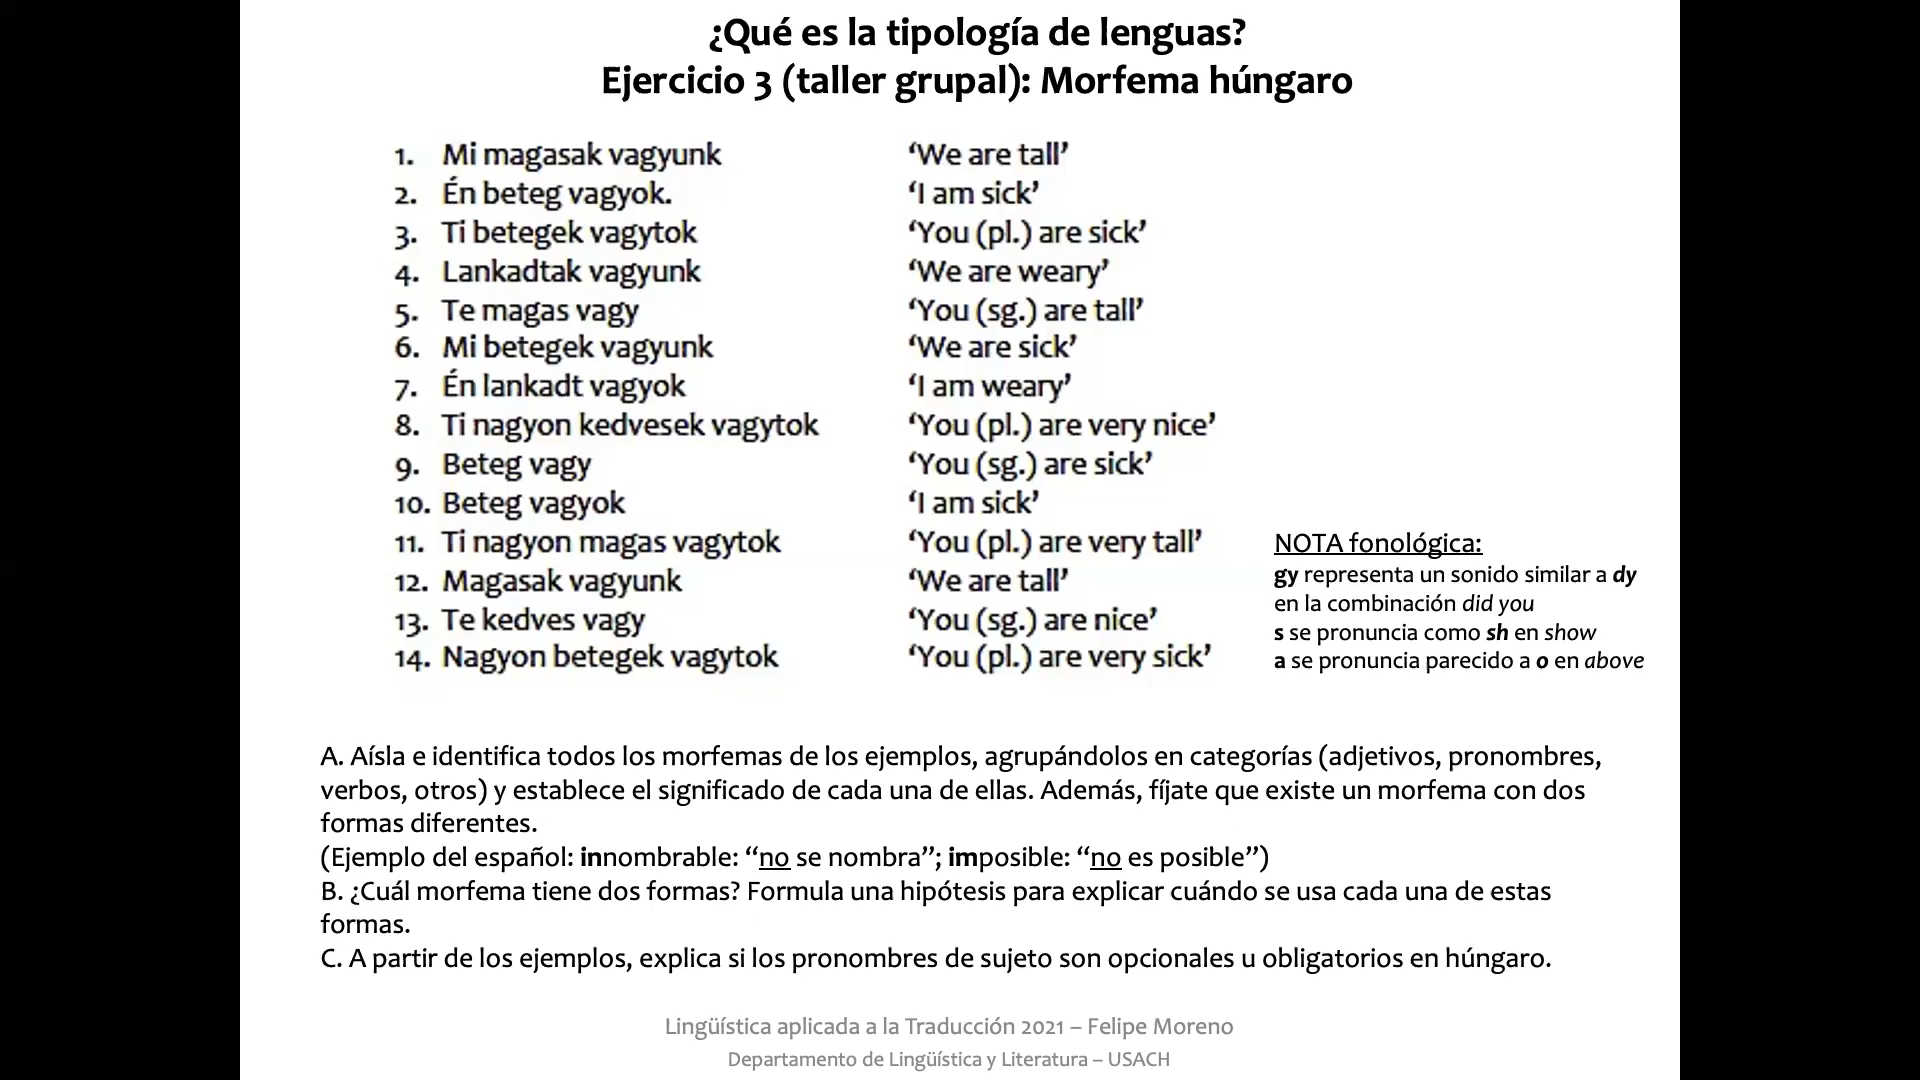 ¿Qué es la tipología de lenguas?
Ejercicio 3 (taller grupal): Morfema húngaro
1. Mi magasak vagyunk ‘We are tall’
2. Én beteg vagyok. ‘I am sick’
3. Ti betegek vagytok ‘You (pl.) are sick’
4. Lankadtak vagyunk ‘We are weary’
5. Te magas vagy ‘You (sg.) are tall’
6. Mi betegek vagyunk ‘We are sick’
7. Én lankadt vagyok ‘I am weary’
8. Ti nagyon kedvesek vagytok ‘You (pl.) are very nice’
9. Beteg vagy ‘You (sg.) are sick’
10. Beteg vagyok ‘I am sick’
11. Ti nagyon magas vagytok ‘You (pl.) are very tall’
12. Magasak vagyunk ‘We are tall’
13. Te kedves vagy ‘You (sg.) are nice’
14. Nagyon betegek vagytok ‘You (pl.) are very sick’
NOTA fonológica:
gy representa un sonido similar a dy
en la combinación did you
s se pronuncia como sh en show
a se pronuncia parecido a o en above
A. Aísla e identifica todos los morfemas de los ejemplos, agrupándolos en categorías (adjetivos, pronombres,
verbos, otros) y establece el significado de cada una de ellas. Además, fíjate que existe un morfema con dos
formas diferentes.
(Ejemplo del español: innombrable: “no se nombra”; imposible: “no es posible”)
B. ¿Cuál morfema tiene dos formas? Formula una hipótesis para explicar cuándo se usa cada una de estas
formas.
C. A partir de los ejemplos, explica si los pronombres de sujeto son opcionales u obligatorios en húngaro.
Lingüística aplicada a la Traducción 2021 – Felipe Moreno
Departamento de Lingüística y Literatura – USACH